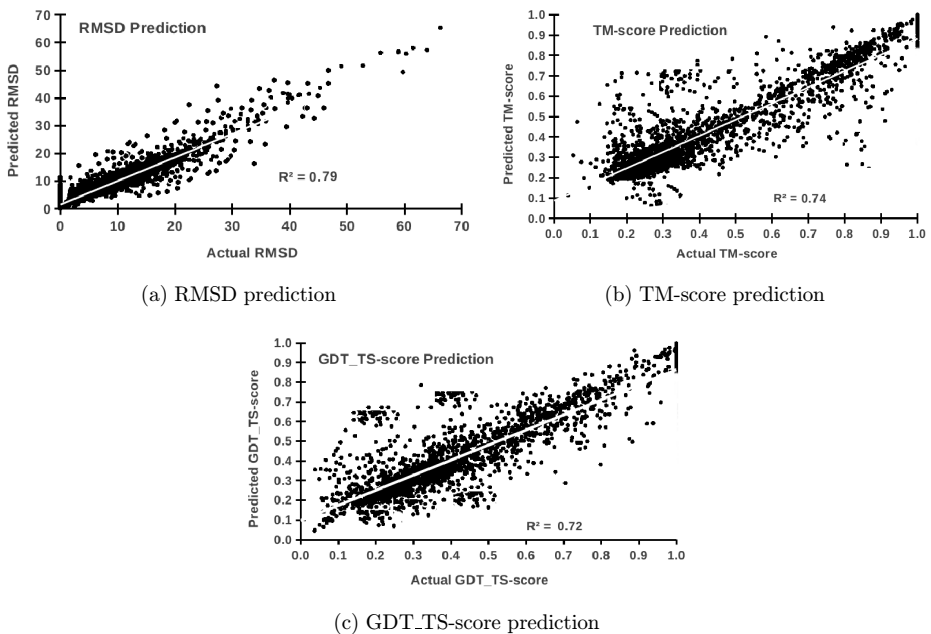 RMSD Prediction
Predicted RMSD
70
60
50
40
30
20
10
0
R² = 0.79
0 10 20 30 40 50 60 70
Actual RMSD
(a) RMSD prediction
TM-score Prediction
Predicted TM-score
1.0
0.9
0.8
0.7
0.6
0.5
0.4
0.3
0.2
0.1
0.0
R² = 0.74
0.0 0.1 0.2 0.3 0.4 0.5 0.6 0.7 0.8 0.9 1.0
Actual TM-score
(b) TM-score prediction
GDT_TS-score Prediction
Predicted GDT_TS-score
1.0
0.9
0.8
0.7
0.6
0.5
0.4
0.3
0.2
0.1
0.0
R² = 0.72
0.0 0.1 0.2 0.3 0.4 0.5 0.6 0.7 0.8 0.9 1.0
Actual GDT_TS-score
(c) GDT_TS-score prediction